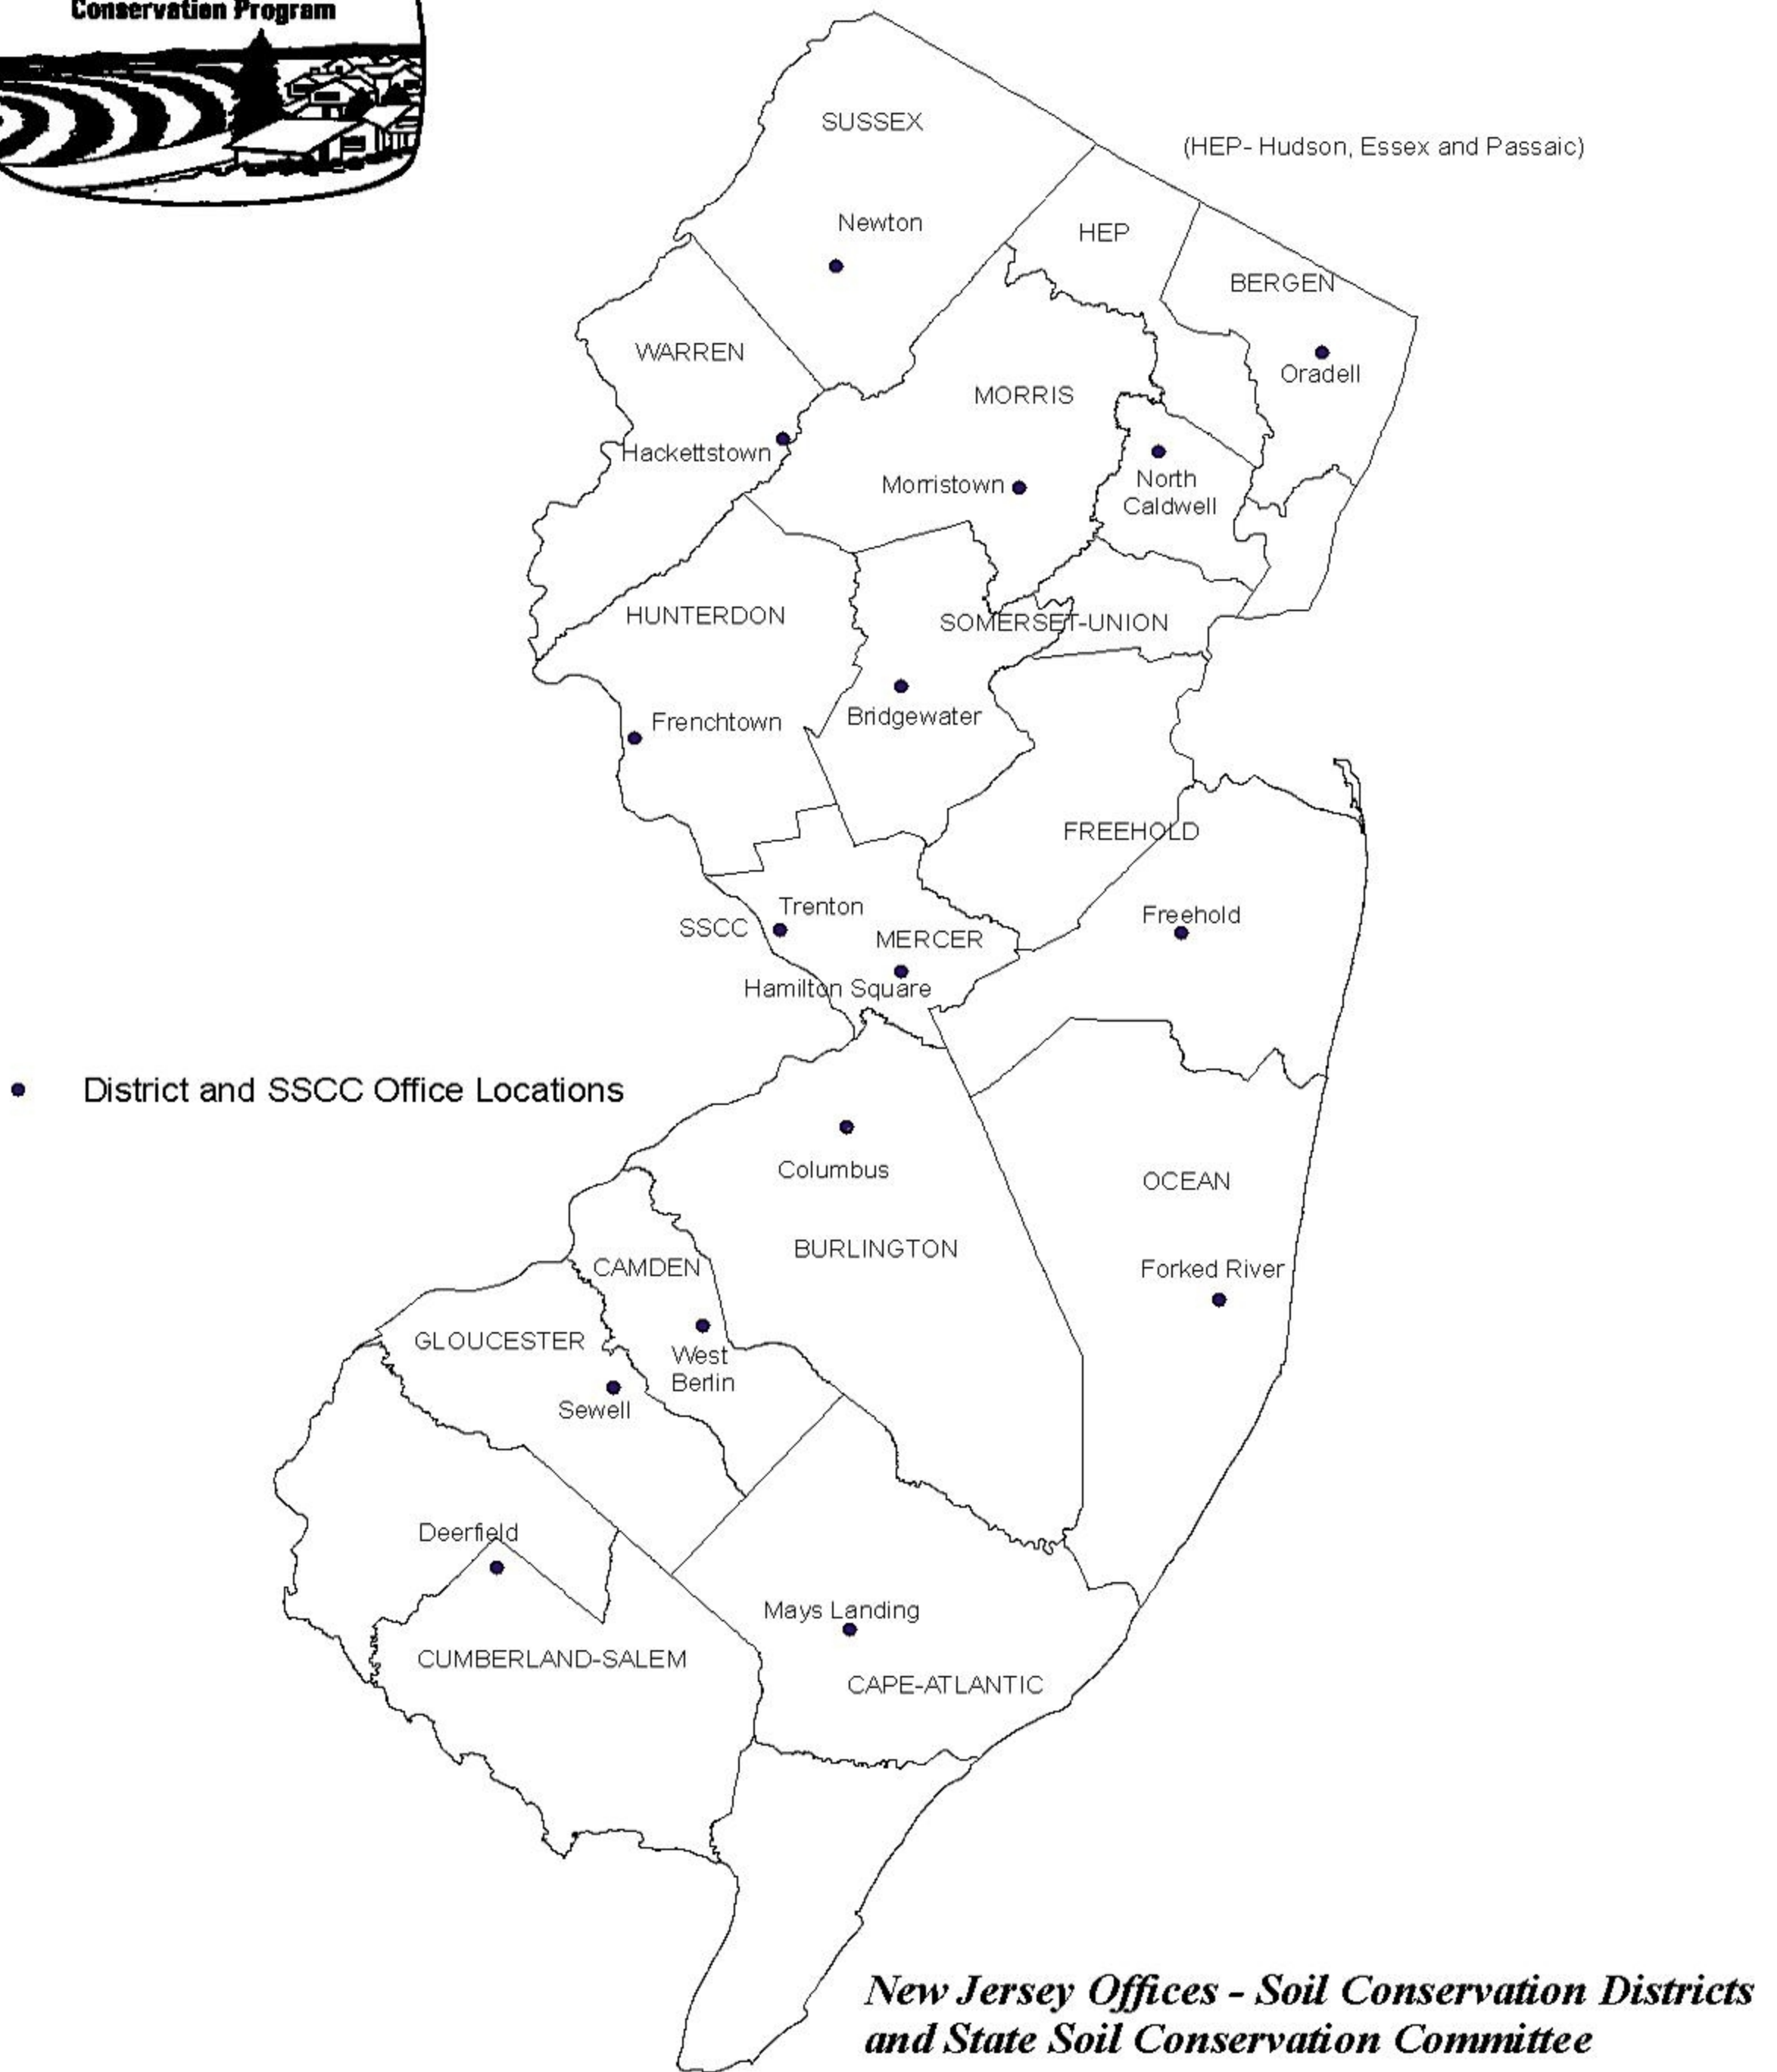 Conservation Program
SUSSEX
(HEP- Hudson, Essex and Passaic)
Newton
HEP
BERGEN
WARREN
Oradell
MORRIS
Hackettstown
Morristown
North
Caldwell
HUNTERDON
SOMERSET-UNION
Frenchtown
Bridgewater
FREEHOLD
Trenton
Freehold
SSCC
MERCER
Hamilton Square
District and SSCC Office Locations
Columbus
OCEAN
BURLINGTON
CAMDEN
Forked River
GLOUCESTER
West
Berlin
Sewell
Deerfield
Mays Landing
CUMBERLAND-SALEM
CAPE-ATLANTIC
New Jersey Offices - Soil Conservation Districts
and State Soil Conservation Committee